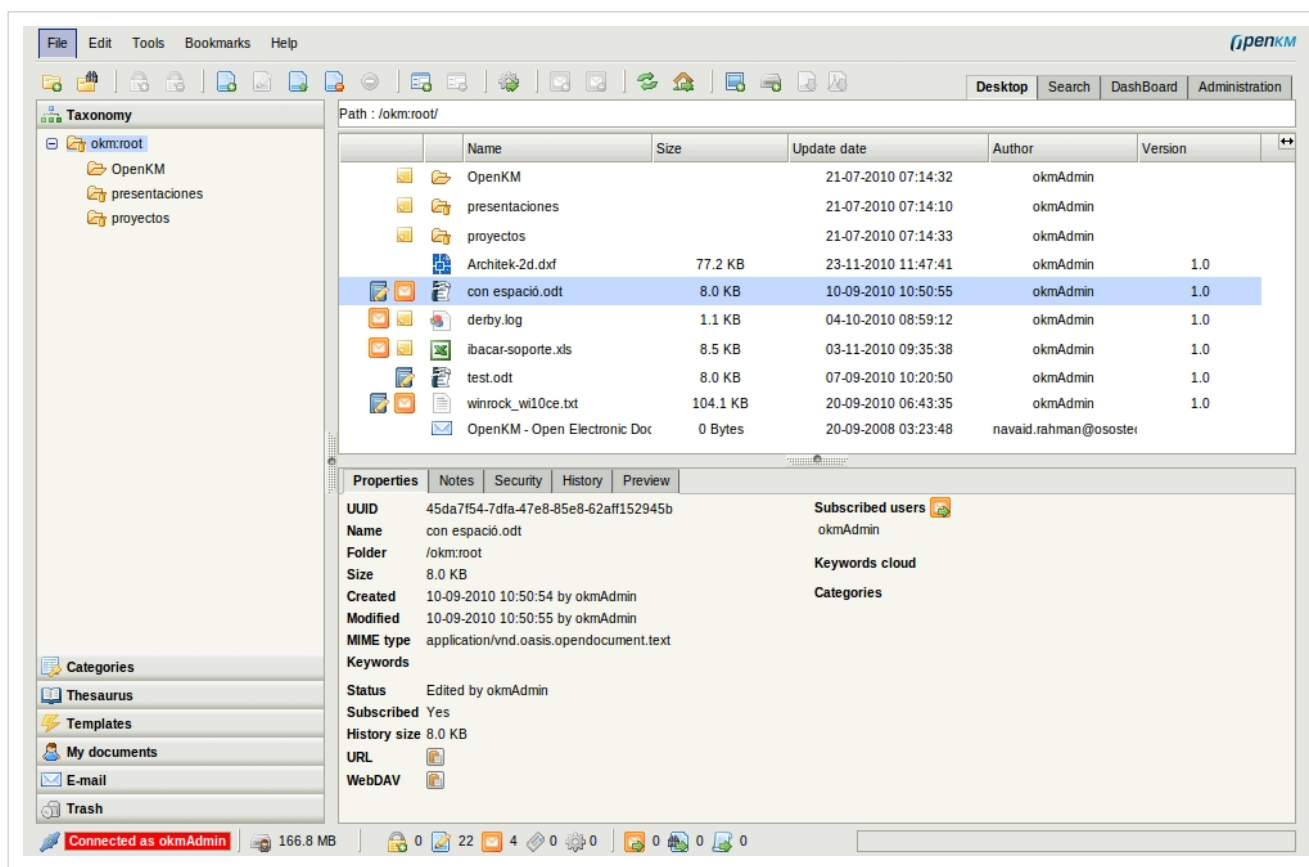 File Edit Tools Bookmarks Help
OpenKM
Desktop Search DashBoard Administration
Taxonomy
Path : /okm:root/
okm:root
OpenKM
presentaciones
proyectos
Name Size Update date Author Version
OpenKM 21-07-2010 07:14:32 okmAdmin
presentaciones 21-07-2010 07:14:10 okmAdmin
proyectos 21-07-2010 07:14:33 okmAdmin
Architek-2d.dxf 77.2 KB 23-11-2010 11:47:41 okmAdmin 1.0
con espació.odt 8.0 KB 10-09-2010 10:50:55 okmAdmin 1.0
derby.log 1.1 KB 04-10-2010 08:59:12 okmAdmin 1.0
ibacar-soporte.xls 8.5 KB 03-11-2010 09:35:38 okmAdmin 1.0
test.odt 8.0 KB 07-09-2010 10:20:50 okmAdmin 1.0
winrock_wi10ce.txt 104.1 KB 20-09-2010 06:43:35 okmAdmin 1.0
OpenKM - Open Electronic Doc 0 Bytes 20-09-2008 03:23:48 navaid.rahman@ososted
Properties Notes Security History Preview
UUID 45da7f54-7dfa-47e8-85e8-62aff152945b
Name con espació.odt
Folder /okm:root
Size 8.0 KB
Created 10-09-2010 10:50:54 by okmAdmin
Modified 10-09-2010 10:50:55 by okmAdmin
MIME type application/vnd.oasis.opendocument.text
Keywords
Status Edited by okmAdmin
Subscribed Yes
History size 8.0 KB
URL
WebDAV
Subscribed users
okmAdmin
Keywords cloud
Categories
Categories
Thesaurus
Templates
My documents
E-mail
Trash
Connected as okmAdmin 166.8 MB 0 22 4 0 0 0 0 0